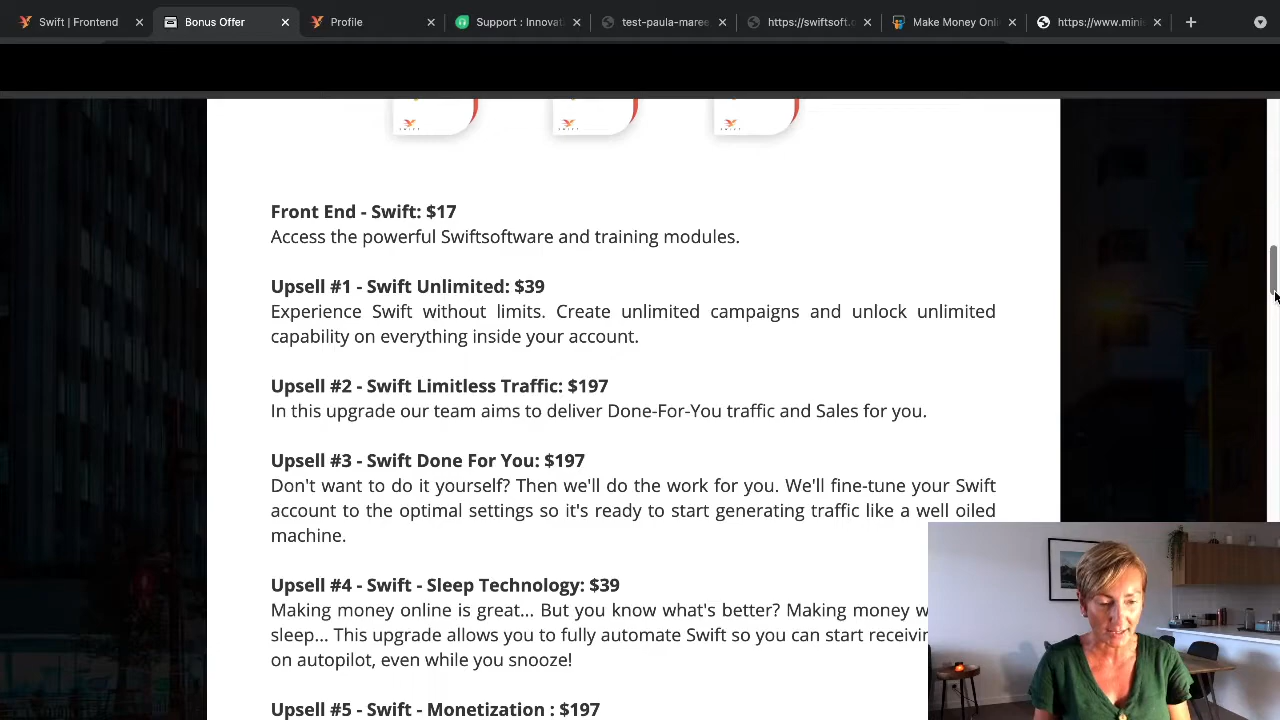 Swift | Frontend
Bonus Offer
Profile
Support : Innovat
test-paula-maree
https://swiftsoft.
Make Money Onli
https://www.mini
SWIFT
SWIFT
SWIFT
Front End - Swift: $17
Access the powerful Swiftsoftware and training modules.
Upsell #1 - Swift Unlimited: $39
Experience Swift without limits. Create unlimited campaigns and unlock unlimited
capability on everything inside your account.
Upsell #2 - Swift Limitless Traffic: $197
In this upgrade our team aims to deliver Done-For-You traffic and Sales for you.
Upsell #3 - Swift Done For You: $197
Don't want to do it yourself? Then we'll do the work for you. We'll fine-tune your Swift
account to the optimal settings so it's ready to start generating traffic like a well oiled
machine.
Upsell #4 - Swift - Sleep Technology: $39
Making money online is great... But you know what's better? Making money w
sleep... This upgrade allows you to fully automate Swift so you can start receivin
on autopilot, even while you snooze!
Upsell #5 - Swift - Monetization : $197